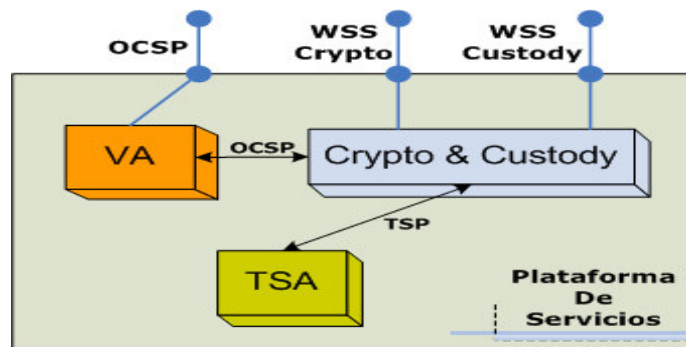 OCSP
WSS
Crypto
WSS
Custody
VA
OCSP
Crypto & Custody
TSP
TSA
Plataforma
De
Servicios